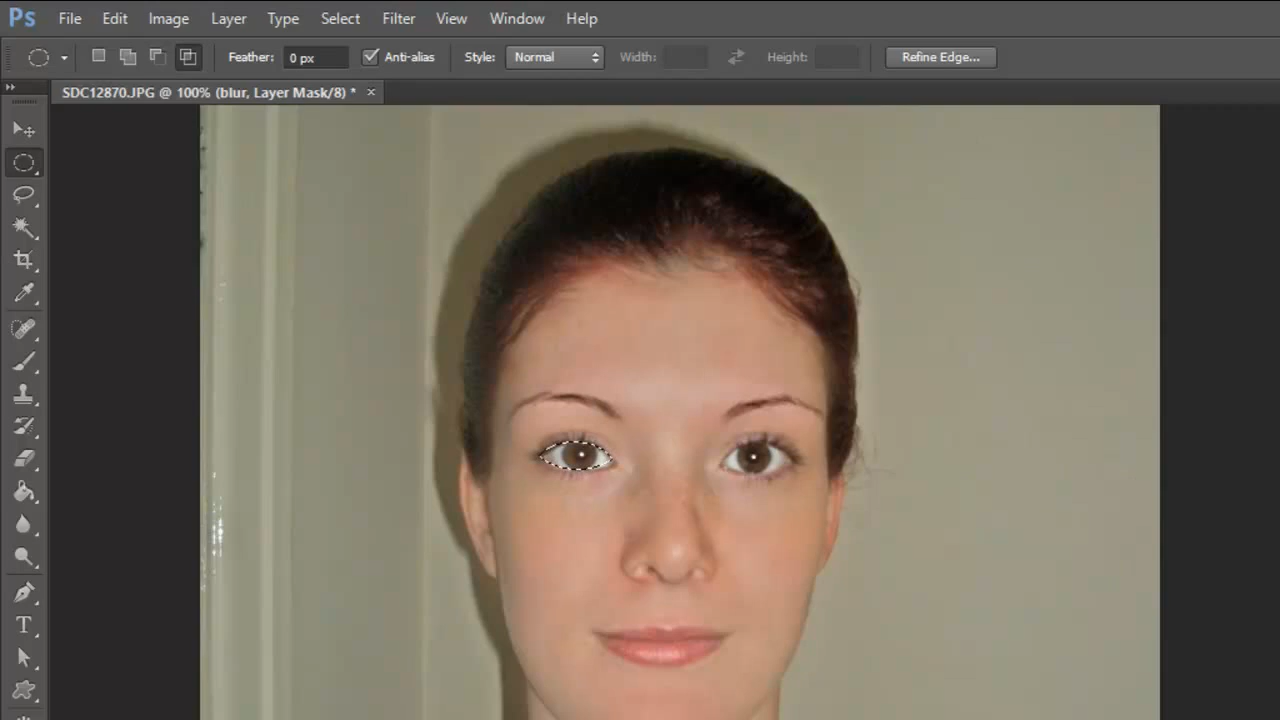 Ps File Edit Image Layer Type Select Filter View Window Help
Feather: 0 px Anti-alias Style: Normal Width: Height: Refine Edge...
SDC12870.JPG @ 100% (blur, Layer Mask/8) * ×
T